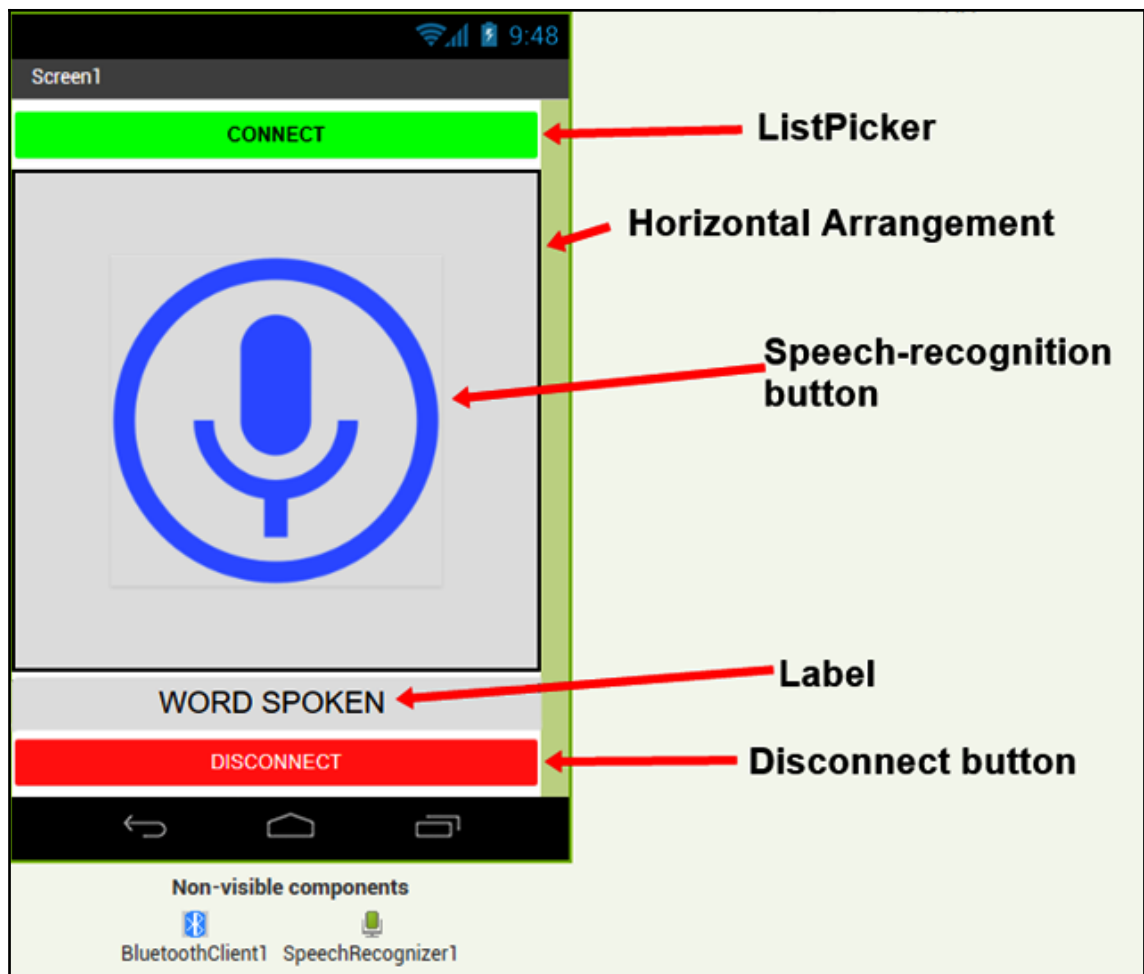 9:48
Screen1
CONNECT
ListPicker
Horizontal Arrangement
Speech-recognition
button
Label
WORD SPOKEN
Disconnect button
DISCONNECT
Non-visible components
BluetoothClient1 SpeechRecognizer1